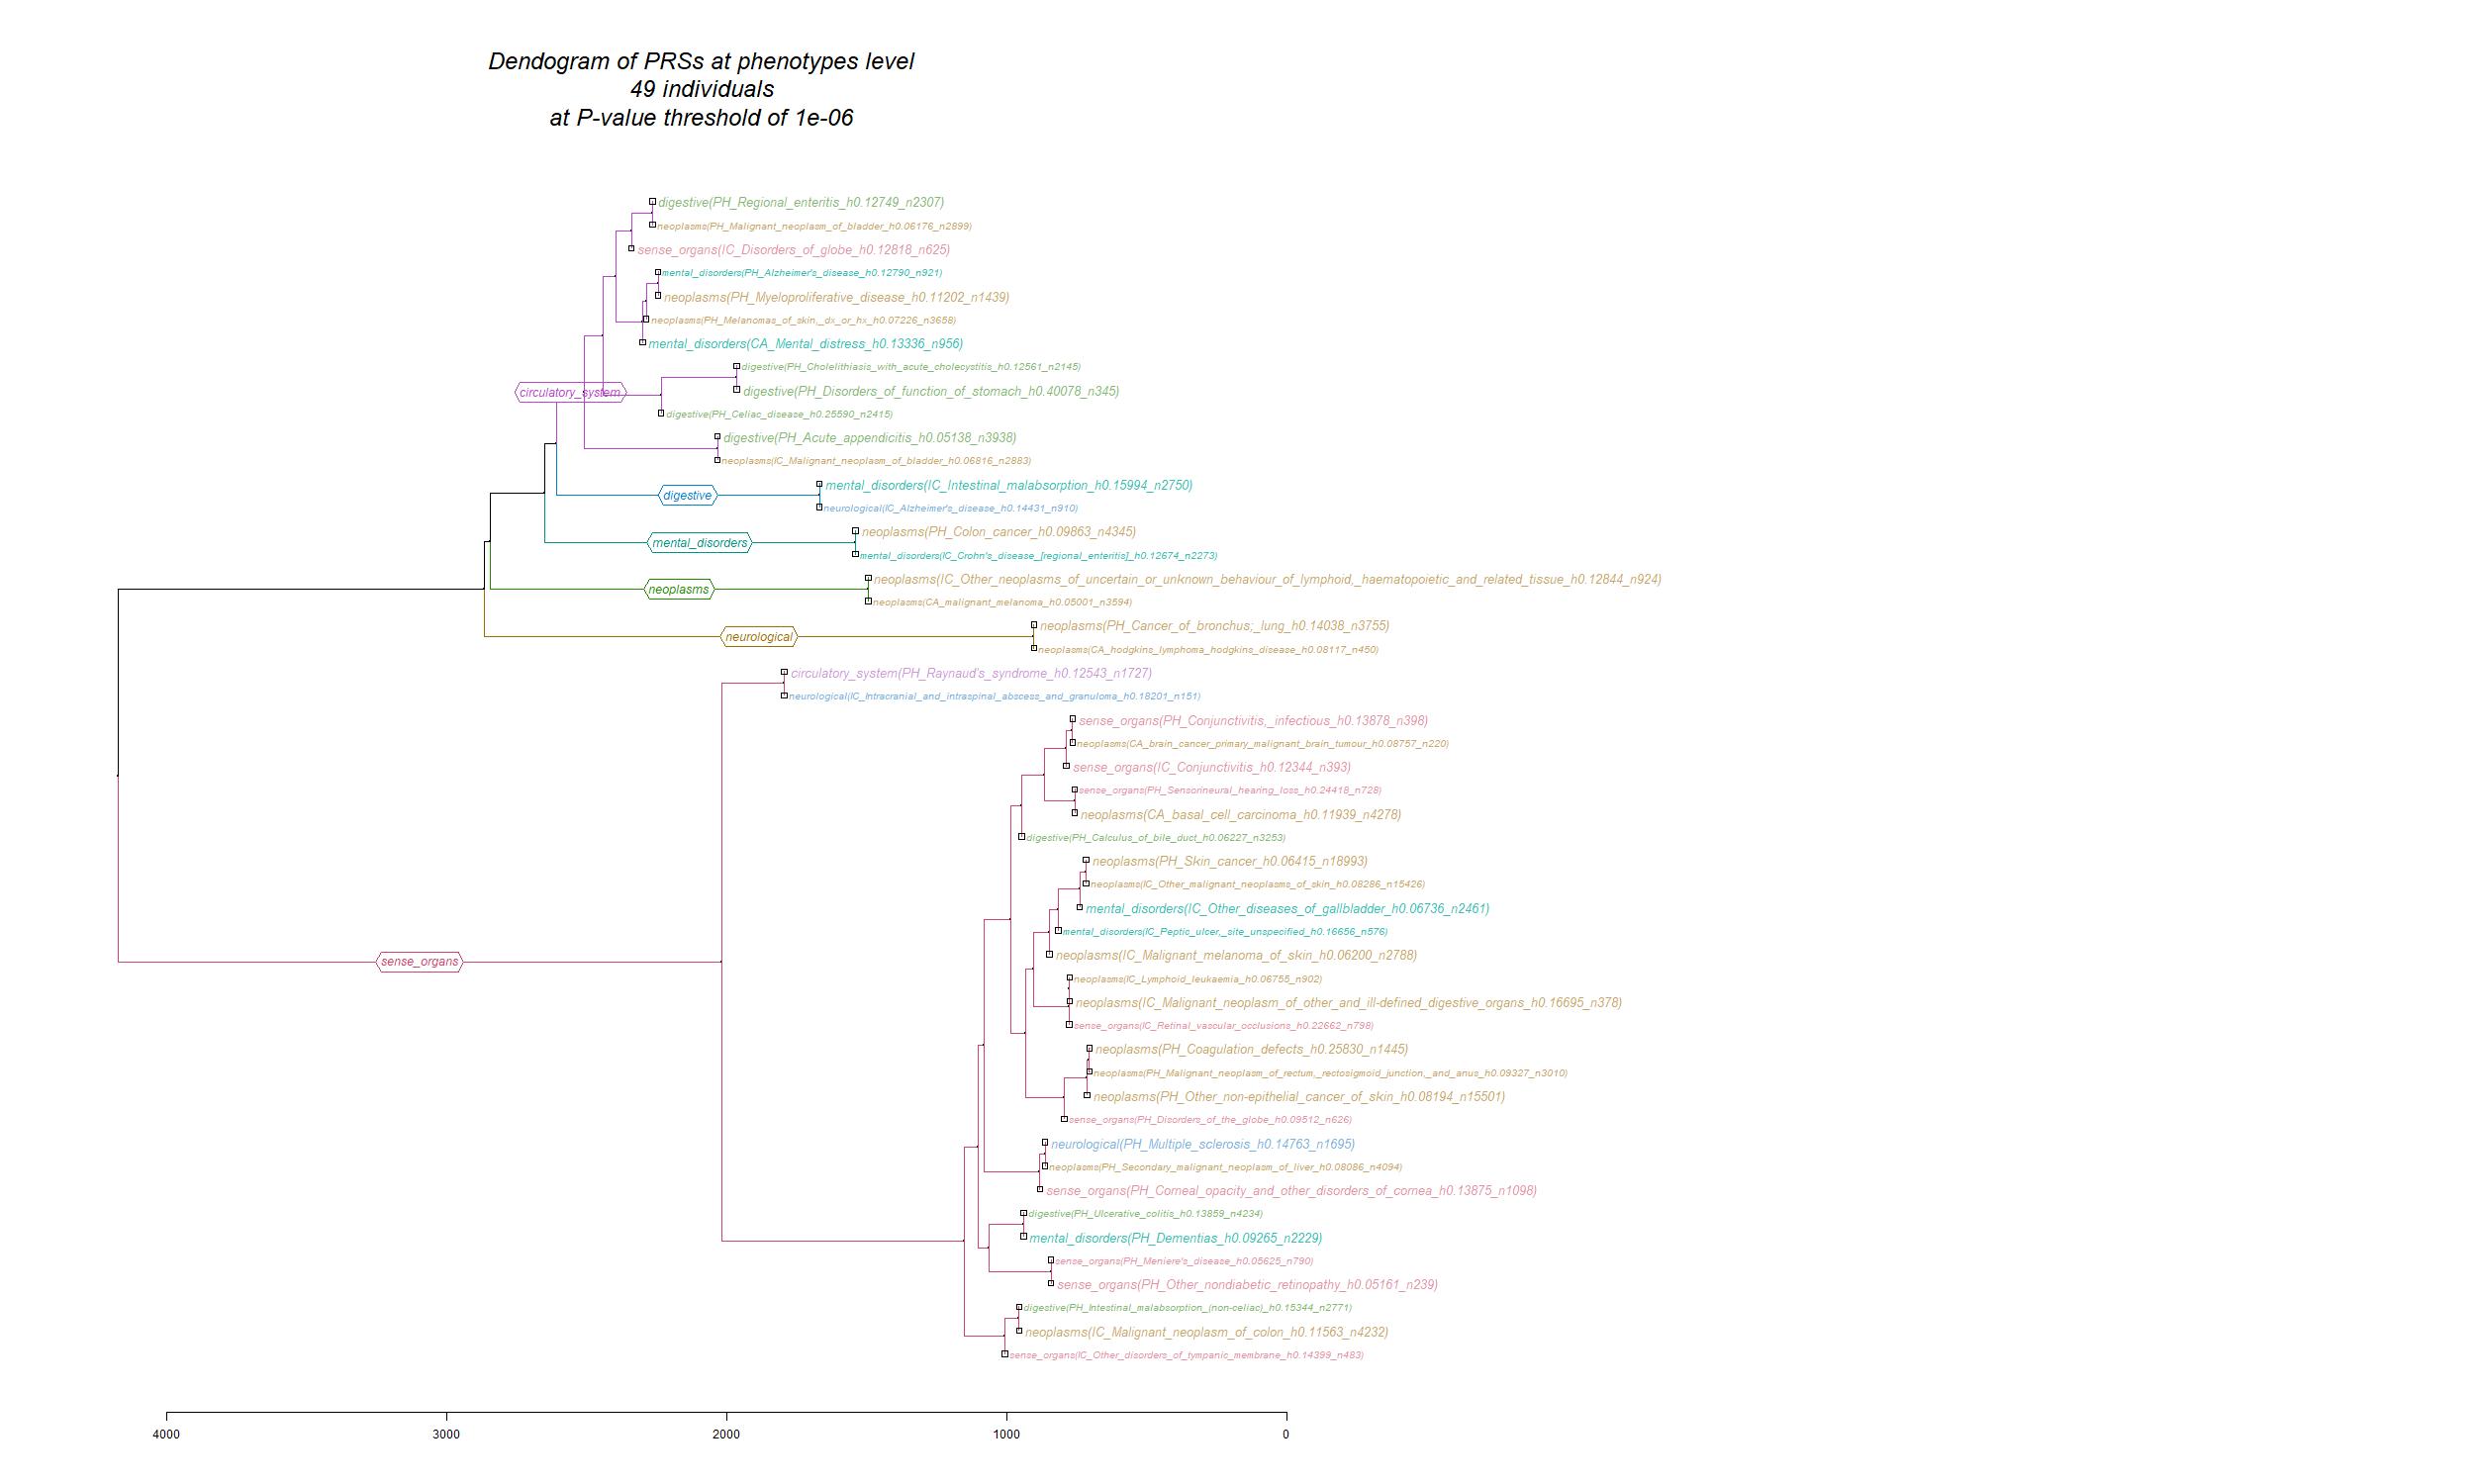 Dendogram of PRSs at phenotypes level
49 individuals
at P-value threshold of 1e-06
digestive(PH_Regional_enteritis_h0.12749_n2307)
neoplasms(PH_Malignant_neoplasm_of_bladder_h0.06176_n2899)
sense_organs(IC_Disorders_of_globe_h0.12818_n625)
mental_disorders(PH_Alzheimer's_disease_h0.12790_n921)
neoplasms(PH_Myeloproliferative_disease_h0.11202_n1439)
neoplasms(PH_Melanomas_of_skin,_dx_or_hx_h0.07226_n3658)
mental_disorders(CA_Mental_distress_h0.13336_n956)
digestive(PH_Cholelithiasis_with_acute_cholecystitis_h0.12561_n2145)
circulatory_system
digestive(PH_Disorders_of_function_of_stomach_h0.40078_n345)
digestive(PH_Celiac_disease_h0.25590_n2415)
digestive(PH_Acute_appendicitis_h0.05138_n3938)
neoplasms(IC_Malignant_neoplasm_of_bladder_h0.06816_n2883)
mental_disorders(IC_Intestinal_malabsorption_h0.15994_n2750)
digestive
neurological(IC_Alzheimer's_disease_h0.14431_n910)
neoplasms(PH_Colon_cancer_h0.09863_n4345)
mental_disorders
mental_disorders(IC_Crohn's_disease_[regional_enteritis]_h0.12674_n2273)
neoplasms(IC_Other_neoplasms_of_uncertain_or_unknown_behaviour_of_lymphoid,_haematopoietic_and_related_tissue_h0.12844_n924)
neoplasms
neoplasms(CA_malignant_melanoma_h0.05001_n3594)
neoplasms(PH_Cancer_of_bronchus;_lung_h0.14038_n3755)
neurological
neoplasms(CA_hodgkins_lymphoma_hodgkins_disease_h0.08117_n450)
circulatory_system(PH_Raynaud's_syndrome_h0.12543_n1727)
neurological(IC_Intracranial_and_intraspinal_abscess_and_granuloma_h0.18201_n151)
sense_organs(PH_Conjunctivitis,_infectious_h0.13878_n398)
neoplasms(CA_brain_cancer_primary_malignant_brain_tumour_h0.08757_n220)
sense_organs(IC_Conjunctivitis_h0.12344_n393)
sense_organs(PH_Sensorineural_hearing_loss_h0.24418_n728)
neoplasms(CA_basal_cell_carcinoma_h0.11939_n4278)
digestive(PH_Calculus_of_bile_duct_h0.06227_n3253)
neoplasms(PH_Skin_cancer_h0.06415_n18993)
neoplasms(IC_Other_malignant_neoplasms_of_skin_h0.08286_n15426)
mental_disorders(IC_Other_diseases_of_gallbladder_h0.06736_n2461)
mental_disorders(IC_Peptic_ulcer,_site_unspecified_h0.16656_n576)
neoplasms(IC_Malignant_melanoma_of_skin_h0.06200_n2788)
sense_organs
neoplasms(IC_Lymphoid_leukaemia_h0.06755_n902)
neoplasms(IC_Malignant_neoplasm_of_other_and_ill-defined_digestive_organs_h0.16695_n378)
sense_organs(IC_Retinal_vascular_occlusions_h0.22662_n798)
neoplasms(PH_Coagulation_defects_h0.25830_n1445)
neoplasms(PH_Malignant_neoplasm_of_rectum,_rectosigmoid_junction,_and_anus_h0.09327_n3010)
neoplasms(PH_Other_non-epithelial_cancer_of_skin_h0.08194_n15501)
sense_organs(PH_Disorders_of_the_globe_h0.09512_n626)
neurological(PH_Multiple_sclerosis_h0.14763_n1695)
neoplasms(PH_Secondary_malignant_neoplasm_of_liver_h0.08086_n4094)
sense_organs(PH_Corneal_opacity_and_other_disorders_of_cornea_h0.13875_n1098)
digestive(PH_Ulcerative_colitis_h0.13859_n4234)
mental_disorders(PH_Dementias_h0.09265_n2229)
sense_organs(PH_Meniere's_disease_h0.05625_n790)
sense_organs(PH_Other_nondiabetic_retinopathy_h0.05161_n239)
digestive(PH_Intestinal_malabsorption_(non-celiac)_h0.15344_n2771)
neoplasms(IC_Malignant_neoplasm_of_colon_h0.11563_n4232)
sense_organs(IC_Other_disorders_of_tympanic_membrane_h0.14399_n483)
4000 3000 2000 1000 0